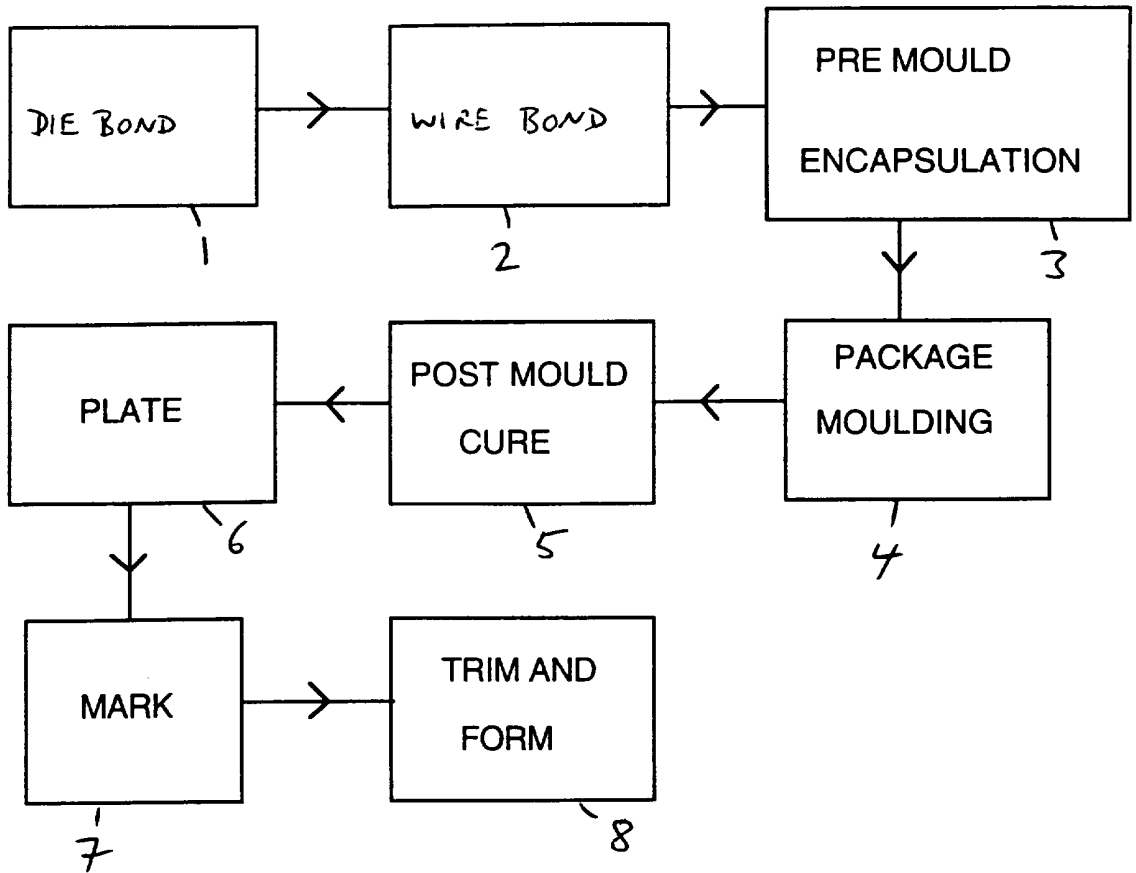 DIE BOND
1
WIRE BOND
2
PRE MOULD
ENCAPSULATION
3
PACKAGE
MOULDING
4
POST MOULD
CURE
5
PLATE
6
MARK
7
TRIM AND
FORM
8